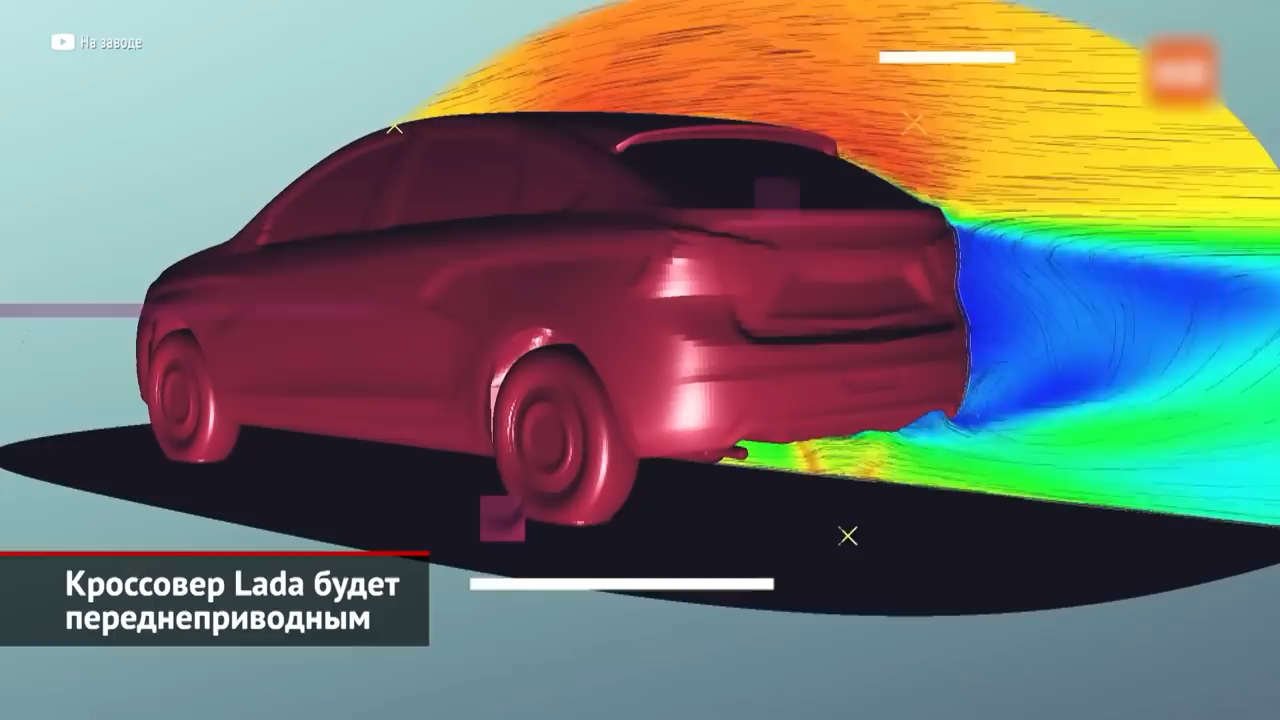 На заводе
Кроссовер Lada будет
переднеприводным